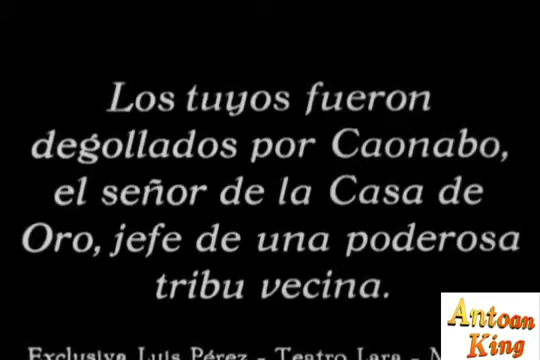 Los tuyos fueron
degollados por Caonabo,
el señor de la Casa de
Oro, jefe de una poderosa
tribu vecina.
Exclusiva Luis Pérez - Teatro Lara -
Antoan
King